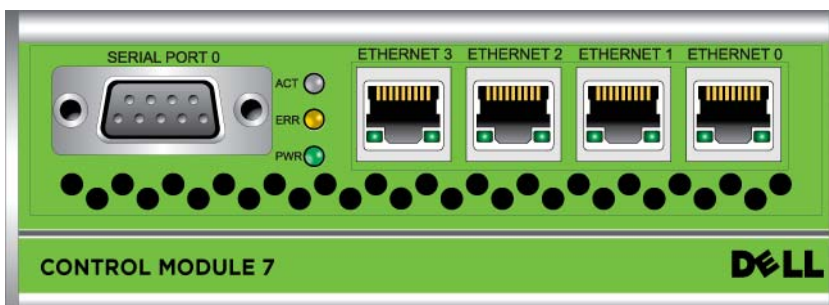 SERIAL PORT 0
ETHERNET 3 ETHERNET 2 ETHERNET 1 ETHERNET 0
ACT
ERR
PWR
CONTROL MODULE 7
DELL